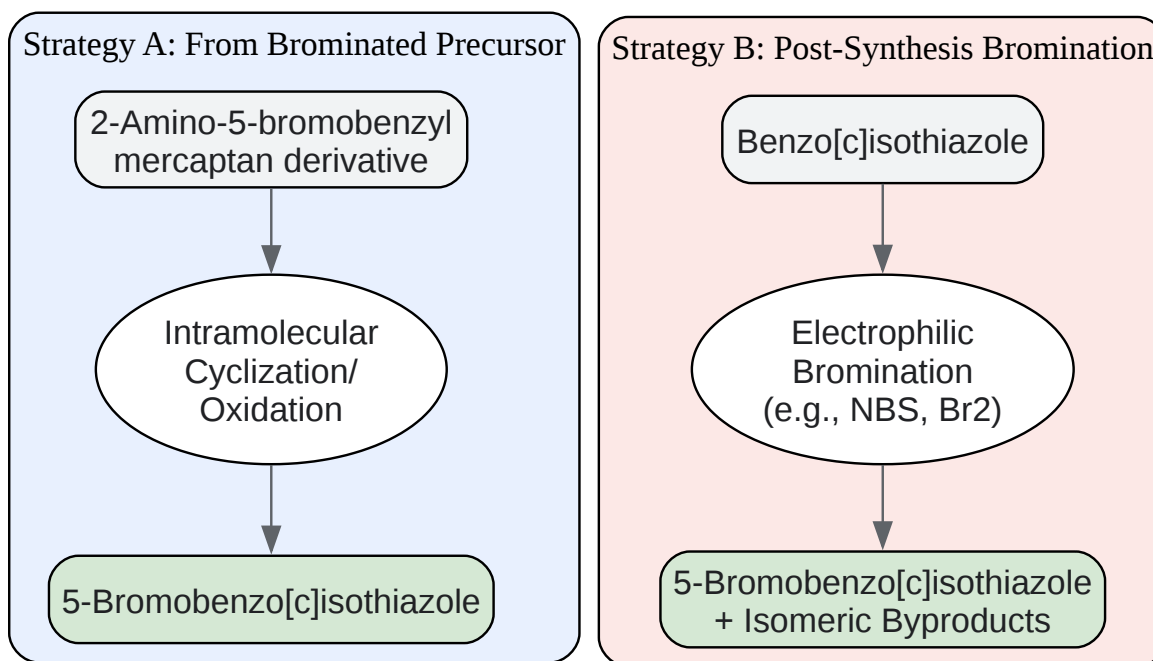 Strategy A: From Brominated Precursor
2-Amino-5-bromobenzyl
mercaptan derivative
Intramolecular
Cyclization/
Oxidation
5-Bromobenzo[c]isothiazole
Strategy B: Post-Synthesis Bromination
Benzo[c]isothiazole
Electrophilic
Bromination
(e.g., NBS, Br2)
5-Bromobenzo[c]isothiazole
+ Isomeric Byproducts